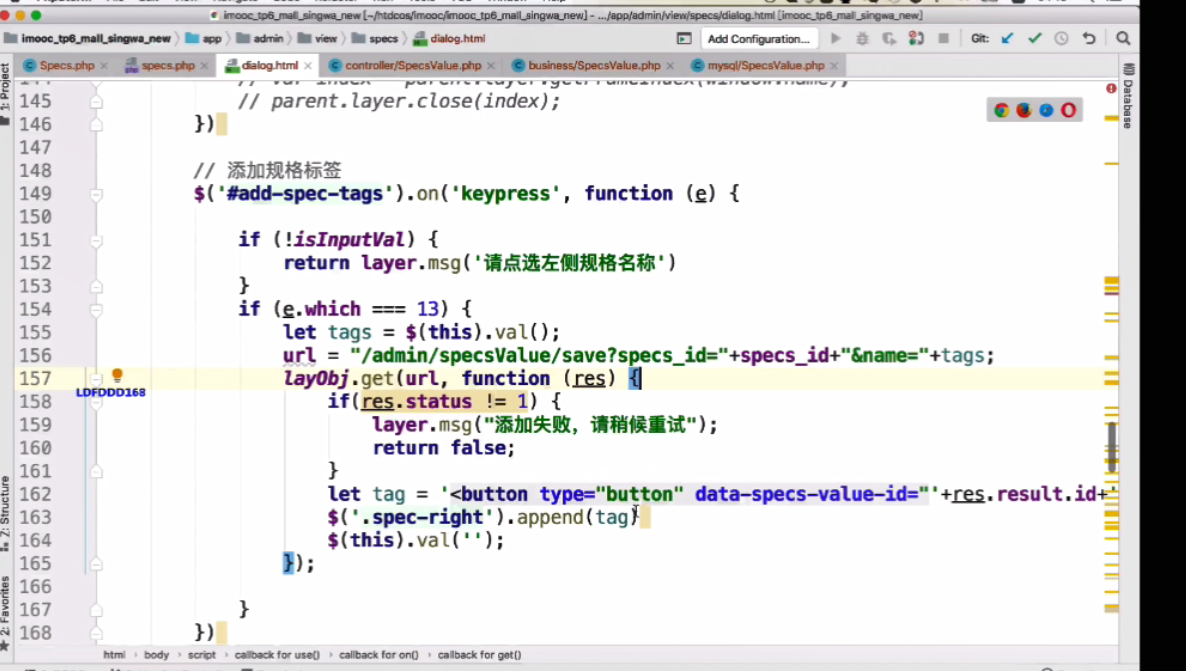 imooc_tp6_mall_singwa_new [~/htdcos/imooc/imooc_tp6_mall_singwa_new] - .../app/admin/view/specs/dialog.html [imooc_tp6_mall_singwa_new]
imooc_tp6_mall_singwa_new app admin view specs dialog.html Add Configuration... Git:
Specs.php specs.php dialog.html controller/SpecsValue.php business/SpecsValue.php mysql/SpecsValue.php
1: Project
Database
145 // parent.layer.close(index);
146 })
147
148 // 添加规格标签
149 $('#add-spec-tags').on('keypress', function (e) {
150
151 if (!isInputVal) {
152 return layer.msg('请点选左侧规格名称')
153 }
154 if (e.which === 13) {
155 let tags = $(this).val();
156 url = "/admin/specsValue/save?specs_id="+specs_id+"&name="+tags;
157 layObj.get(url, function (res) {
LDFDDD168
158 if(res.status != 1) {
159 layer.msg("添加失败，请稍候重试");
160 return false;
161 }
162 let tag = '<button type="button" data-specs-value-id="'+res.result.id+'
163 $('.spec-right').append(tag)
164 $(this).val('');
165 });
166
167 }
168 })
Z: Structure
2: Favorites
html body script callback for use() callback for on() callback for get()